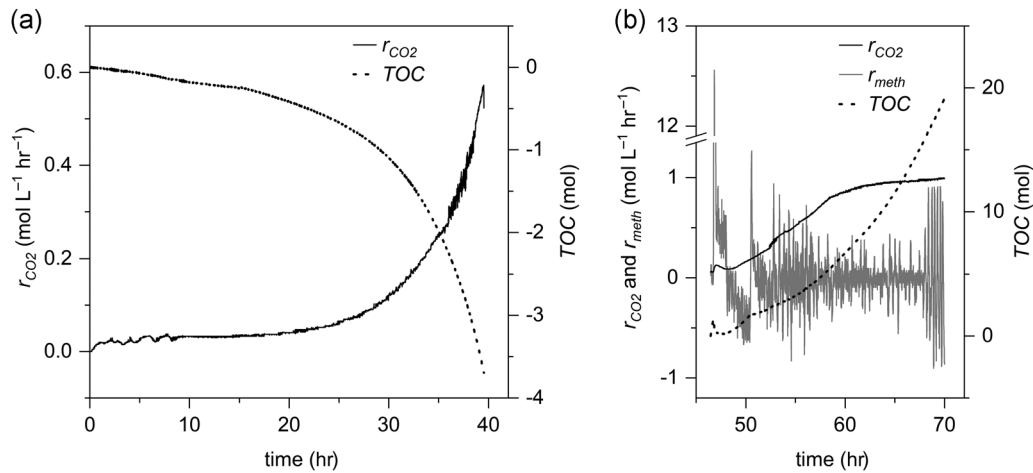 (a)
r_CO2
TOC
0.6
0.4
0.2
0.0
r_CO2 (mol L⁻¹ hr⁻¹)
0
-1
-2
-3
-4
TOC (mol)
0
10
20
30
40
time (hr)
(b)
r_CO2
r_meth
TOC
13
12
1
0
-1
r_CO2 and r_meth (mol L⁻¹ hr⁻¹)
20
10
0
TOC (mol)
50
60
70
time (hr)